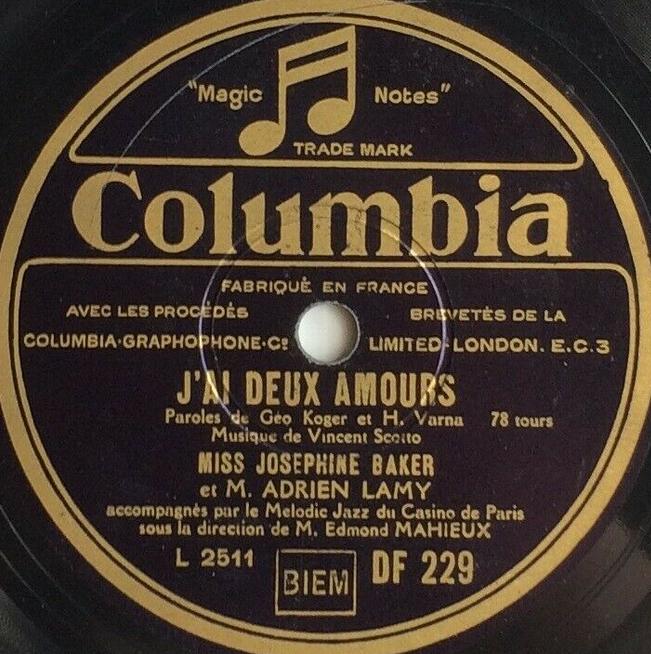 "Magic Notes"
TRADE MARK
Columbia
FABRIQUÉ EN FRANCE
AVEC LES PROCÉDÉS BREVETÉS DE LA
COLUMBIA·GRAPHOPHONE·Cº LIMITED·LONDON. E.C.3
J'AI DEUX AMOURS
Paroles de Géo Koger et H. Varna 78 tours
Musique de Vincent Scotto
MISS JOSEPHINE BAKER
et M. ADRIEN LAMY
accompagnés par le Melodic Jazz du Casino de Paris
sous la direction de M. Edmond MAHIEUX
L 2511 BIEM DF 229